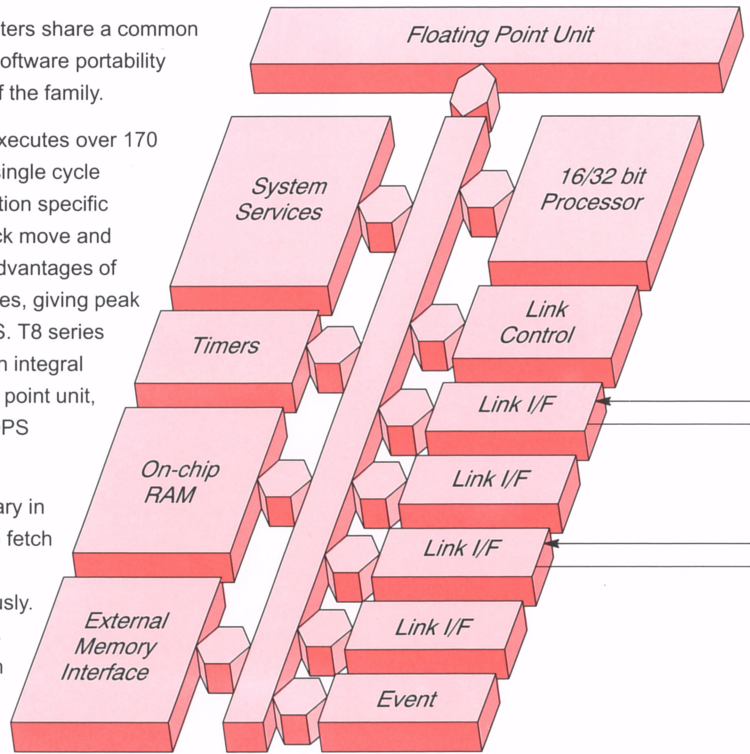 ters share a common
oftware portability
f the family.
xecutes over 170
single cycle
tion specific
ck move and
dvantages of
es, giving peak
S. T8 series
n integral
point unit,
PS
ary in
fetch
usly.
n
Floating Point Unit
System
Services
16/32 bit
Processor
Timers
Link
Control
Link I/F
On-chip
RAM
Link I/F
Link I/F
External
Memory
Interface
Link I/F
Event